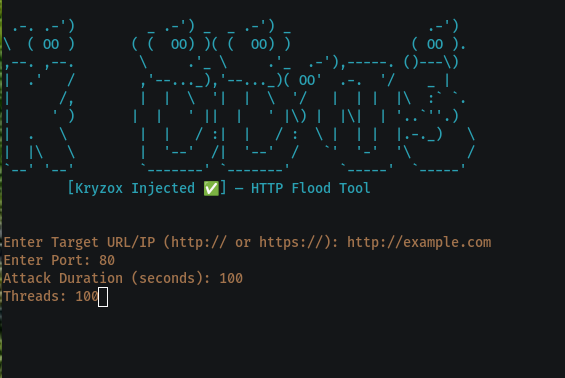 K DDoS
[Kryzox Injected ✅] — HTTP Flood Tool
Enter Target URL/IP (http:// or https://): http://example.com
Enter Port: 80
Attack Duration (seconds): 100
Threads: 100